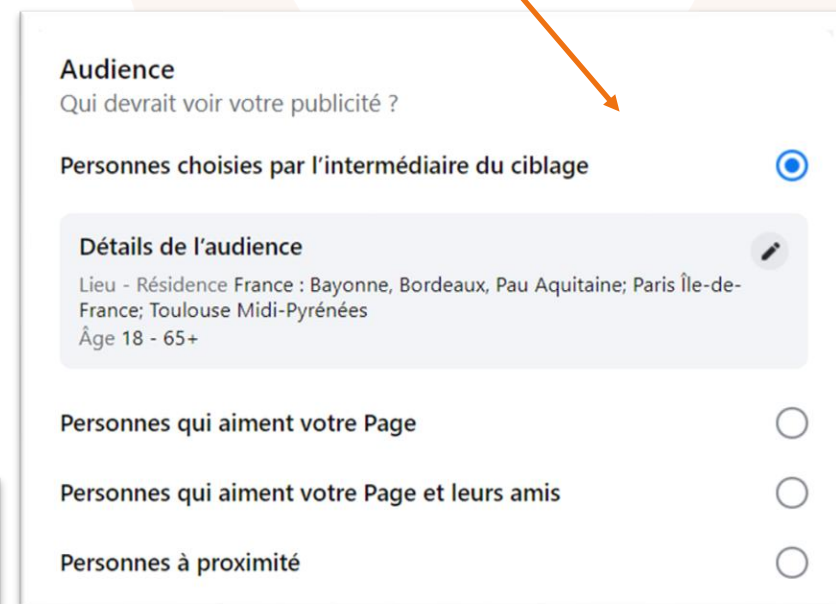 Audience
Qui devrait voir votre publicité ?
Personnes choisies par l'intermédiaire du ciblage
Détails de l'audience
Lieu - Résidence France : Bayonne, Bordeaux, Pau Aquitaine; Paris Île-de-
France; Toulouse Midi-Pyrénées
Âge 18 - 65+
Personnes qui aiment votre Page
Personnes qui aiment votre Page et leurs amis
Personnes à proximité